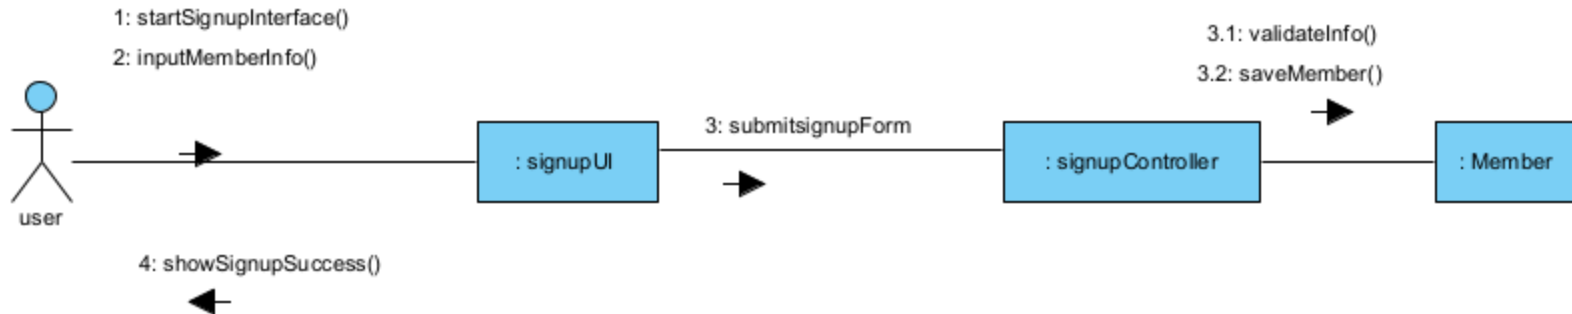 1: startSignupInterface()
2: inputMemberInfo()
3.1: validateInfo()
3.2: saveMember()
3: submitsignupForm
: signupUI
: signupController
: Member
user
4: showSignupSuccess()